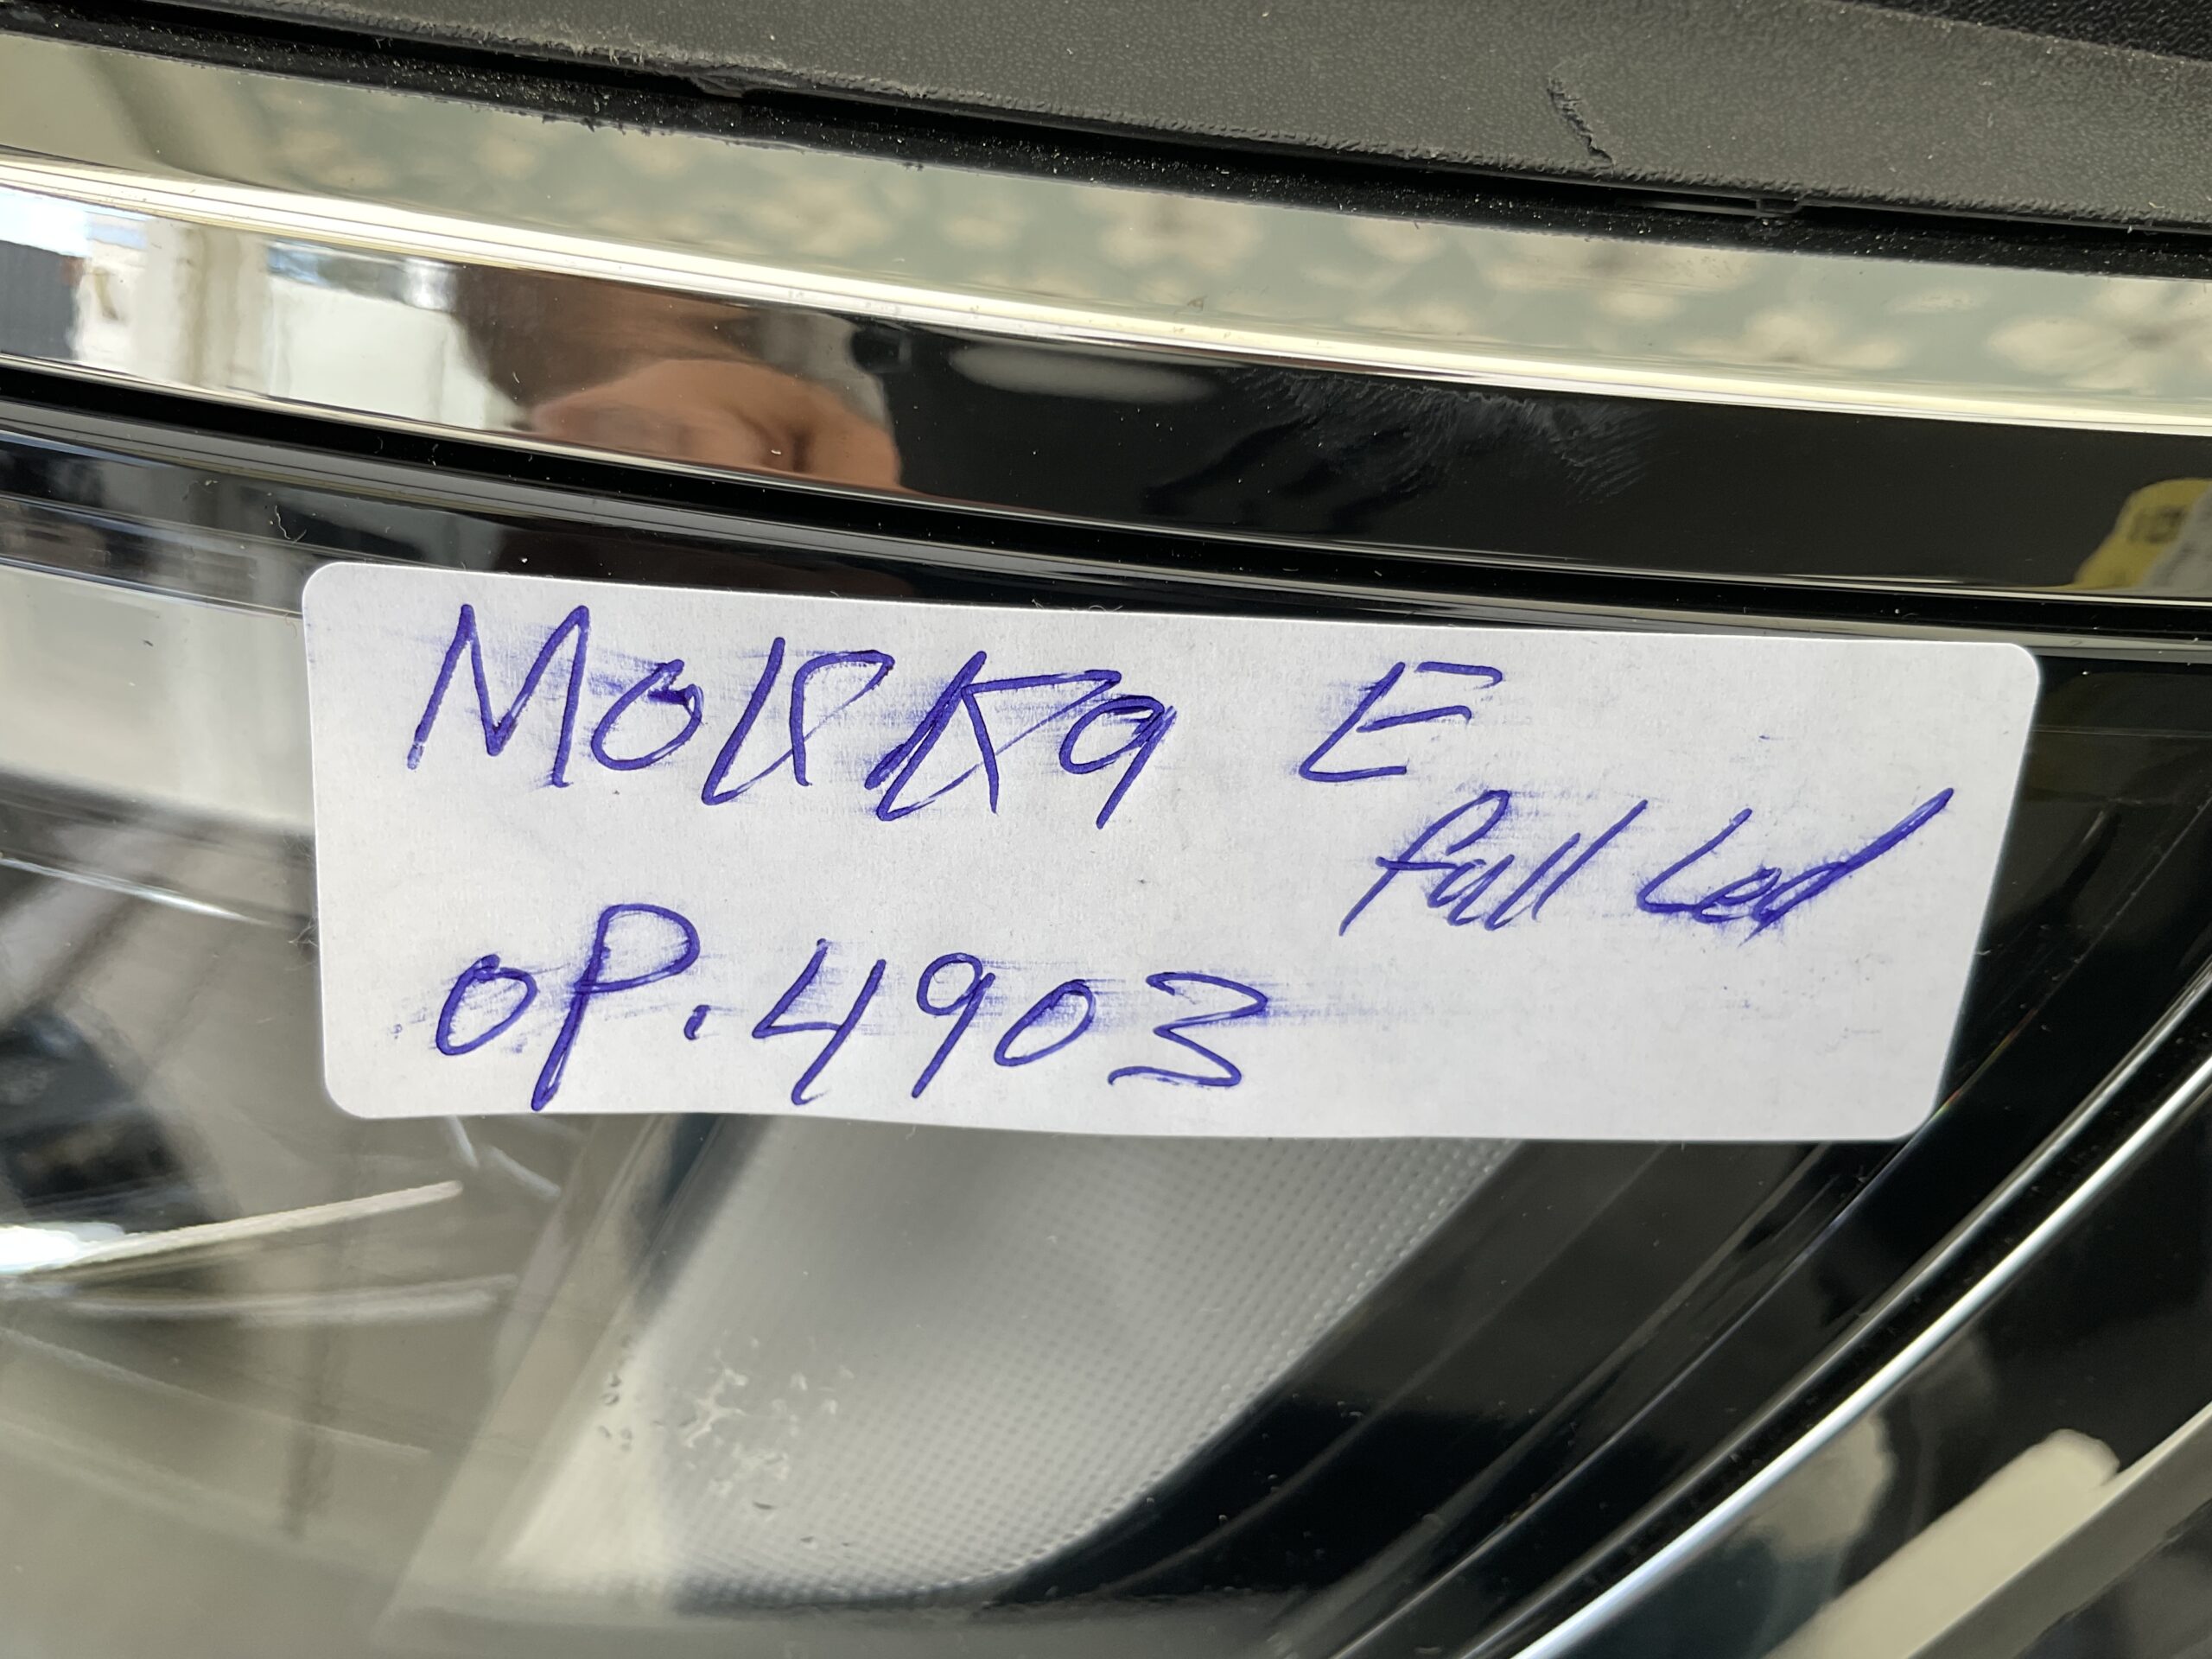 MOKKA E
full Led
OP.4903